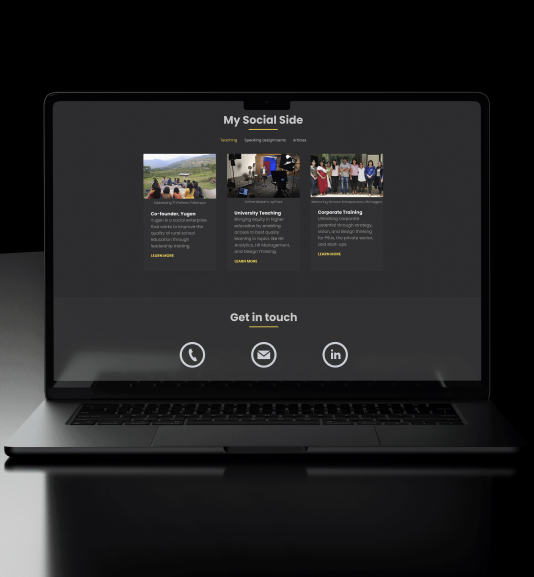 My Social Side
Teaching
Speaking assignments
Articles
Co-founder, Yugen
Yugen is a social enterprise
that works to improve the
quality of rural school
education through
leadership training.
LEARN MORE
University Teaching
Bringing equity in higher
education by enabling
access to best quality
learning in topics like HR
Analytics, HR Management,
and Design Thinking.
LEARN MORE
Corporate Training
Unlocking corporate
potential through strategy,
vision, and design thinking
for PSUs, the private sector,
and start-ups.
LEARN MORE
Get in touch
in